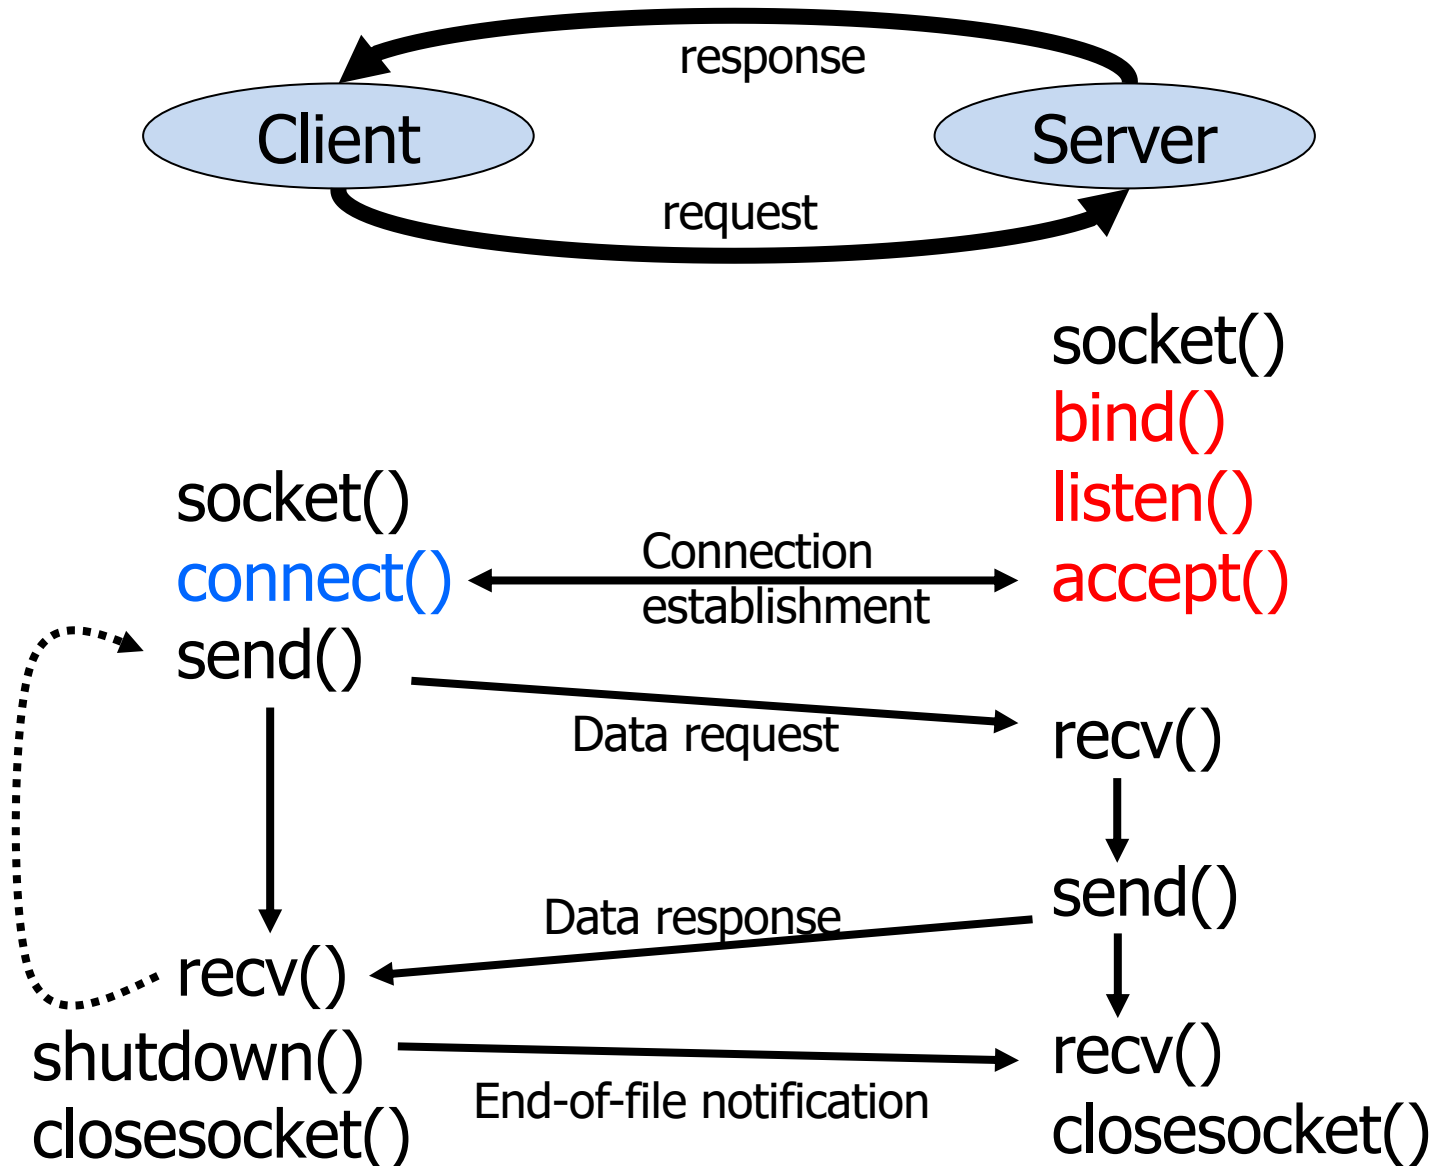 response
Client
Server
request
socket()
bind()
socket()
listen()
connect()
Connection
establishment
accept()
send()
Data request
recv()
send()
Data response
recv()
shutdown()
End-of-file notification
recv()
closesocket()
closesocket()